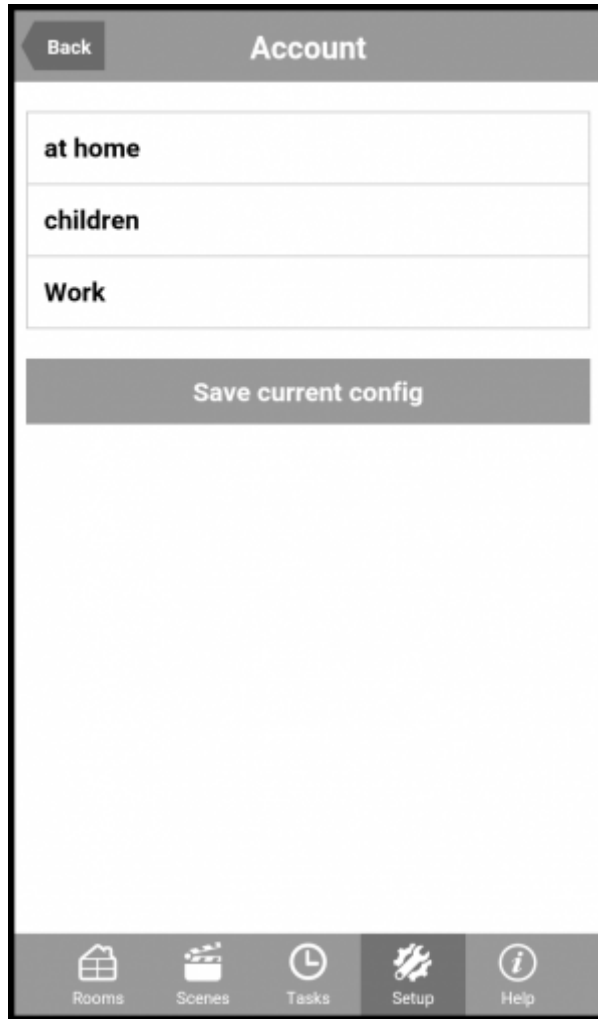 Back Account
at home
children
Work
Save current config
Rooms Scenes Tasks Setup Help